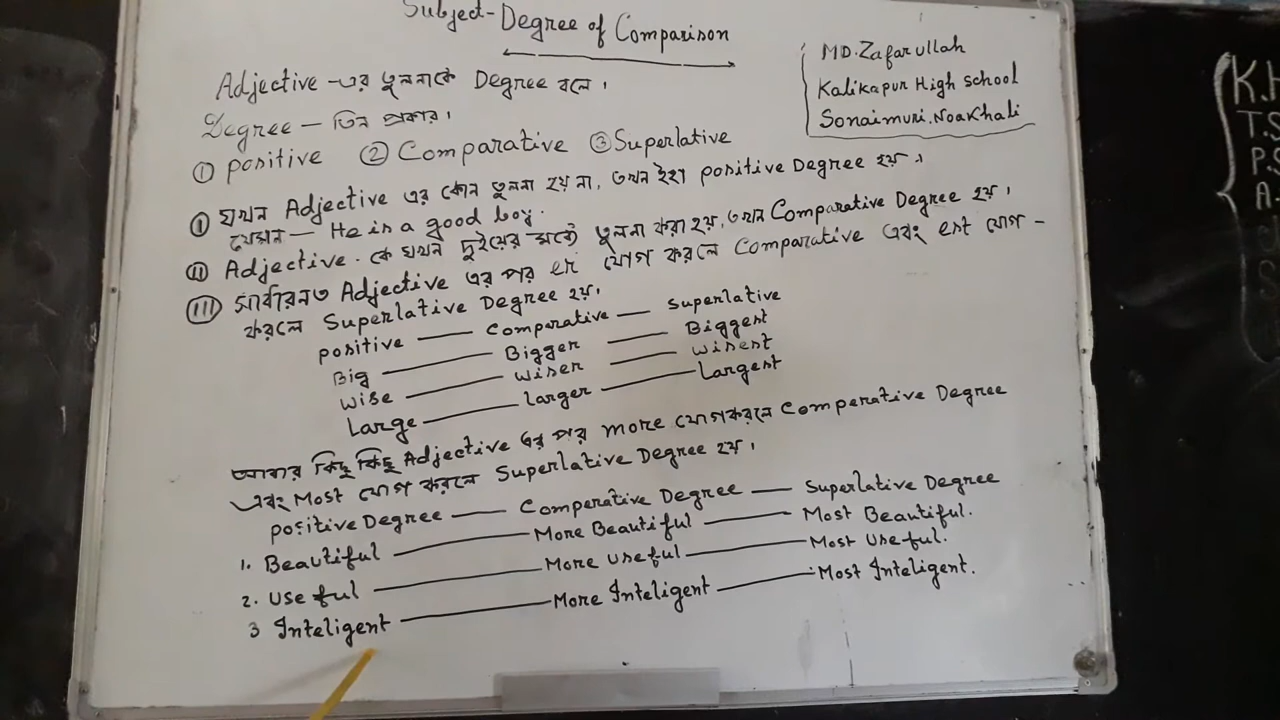 Subject-Degree of Comparison
MD. Zafarullah
Kalikapur High school
Sonaimuri, Noakhali
Adjective -এর তুলনাকে Degree বলে।
Degree — তিন প্রকার।
① positive ② Comparative ③ Superlative
Ⓘ যখন Adjective এর কোন তুলনা হয় না, তখন ইহা positive Degree হয়।
যেমন — He is a good boy.
Ⓘⓘ Adjective. কে যখন দুইয়ের মধ্যে তুলনা করা হয়, তখন Comparative Degree হয়।
Ⓘⓘⓘ সাধারনত Adjective এর পর er যোগ করলে Comparative এবং est যোগ -
করলে Superlative Degree হয়।
positive — Comparative — Superlative
Big — Bigger — Biggest
Wise — Wiser — Wisest
Large — Larger — Largest
আবার কিছু কিছু Adjective এর পর more যোগ করলে Comperative Degree
এবং Most যোগ করলে Superlative Degree হয়।
positive Degree — Comperative Degree — Superlative Degree
1. Beautiful — More Beautiful — Most Beautiful.
2. Useful — More Useful — Most Useful.
3 Inteligent — More Inteligent — Most Inteligent.
K.H
T.S
P.S
A.